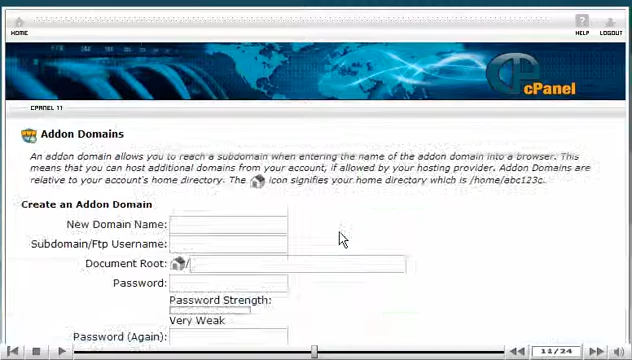 HOME
HELP
LOGOUT
cPanel
CPANEL 11
Addon Domains
An addon domain allows you to reach a subdomain when entering the name of the addon domain into a browser. This
means that you can host additional domains from your account, if allowed by your hosting provider. Addon Domains are
relative to your account's home directory. The icon signifies your home directory which is /home/abc123c.
Create an Addon Domain
New Domain Name:
Subdomain/Ftp Username:
Document Root: /
Password:
Password Strength:
Very Weak
Password (Again):
11/24